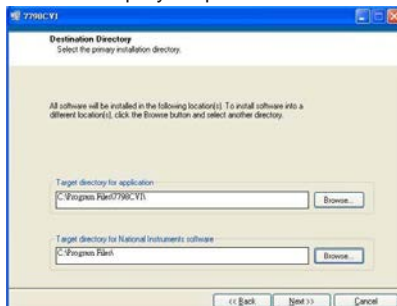 7798CVI
Destination Directory
Select the primary installation directory.
All software will be installed in the following location(s). To install software into a
different location(s), click the Browse button and select another directory.
Target directory for application
C:\Program Files\7798CVI\
Browse...
Target directory for National Instruments software
C:\Program Files\
Browse...
<< Back
Next >>
Cancel